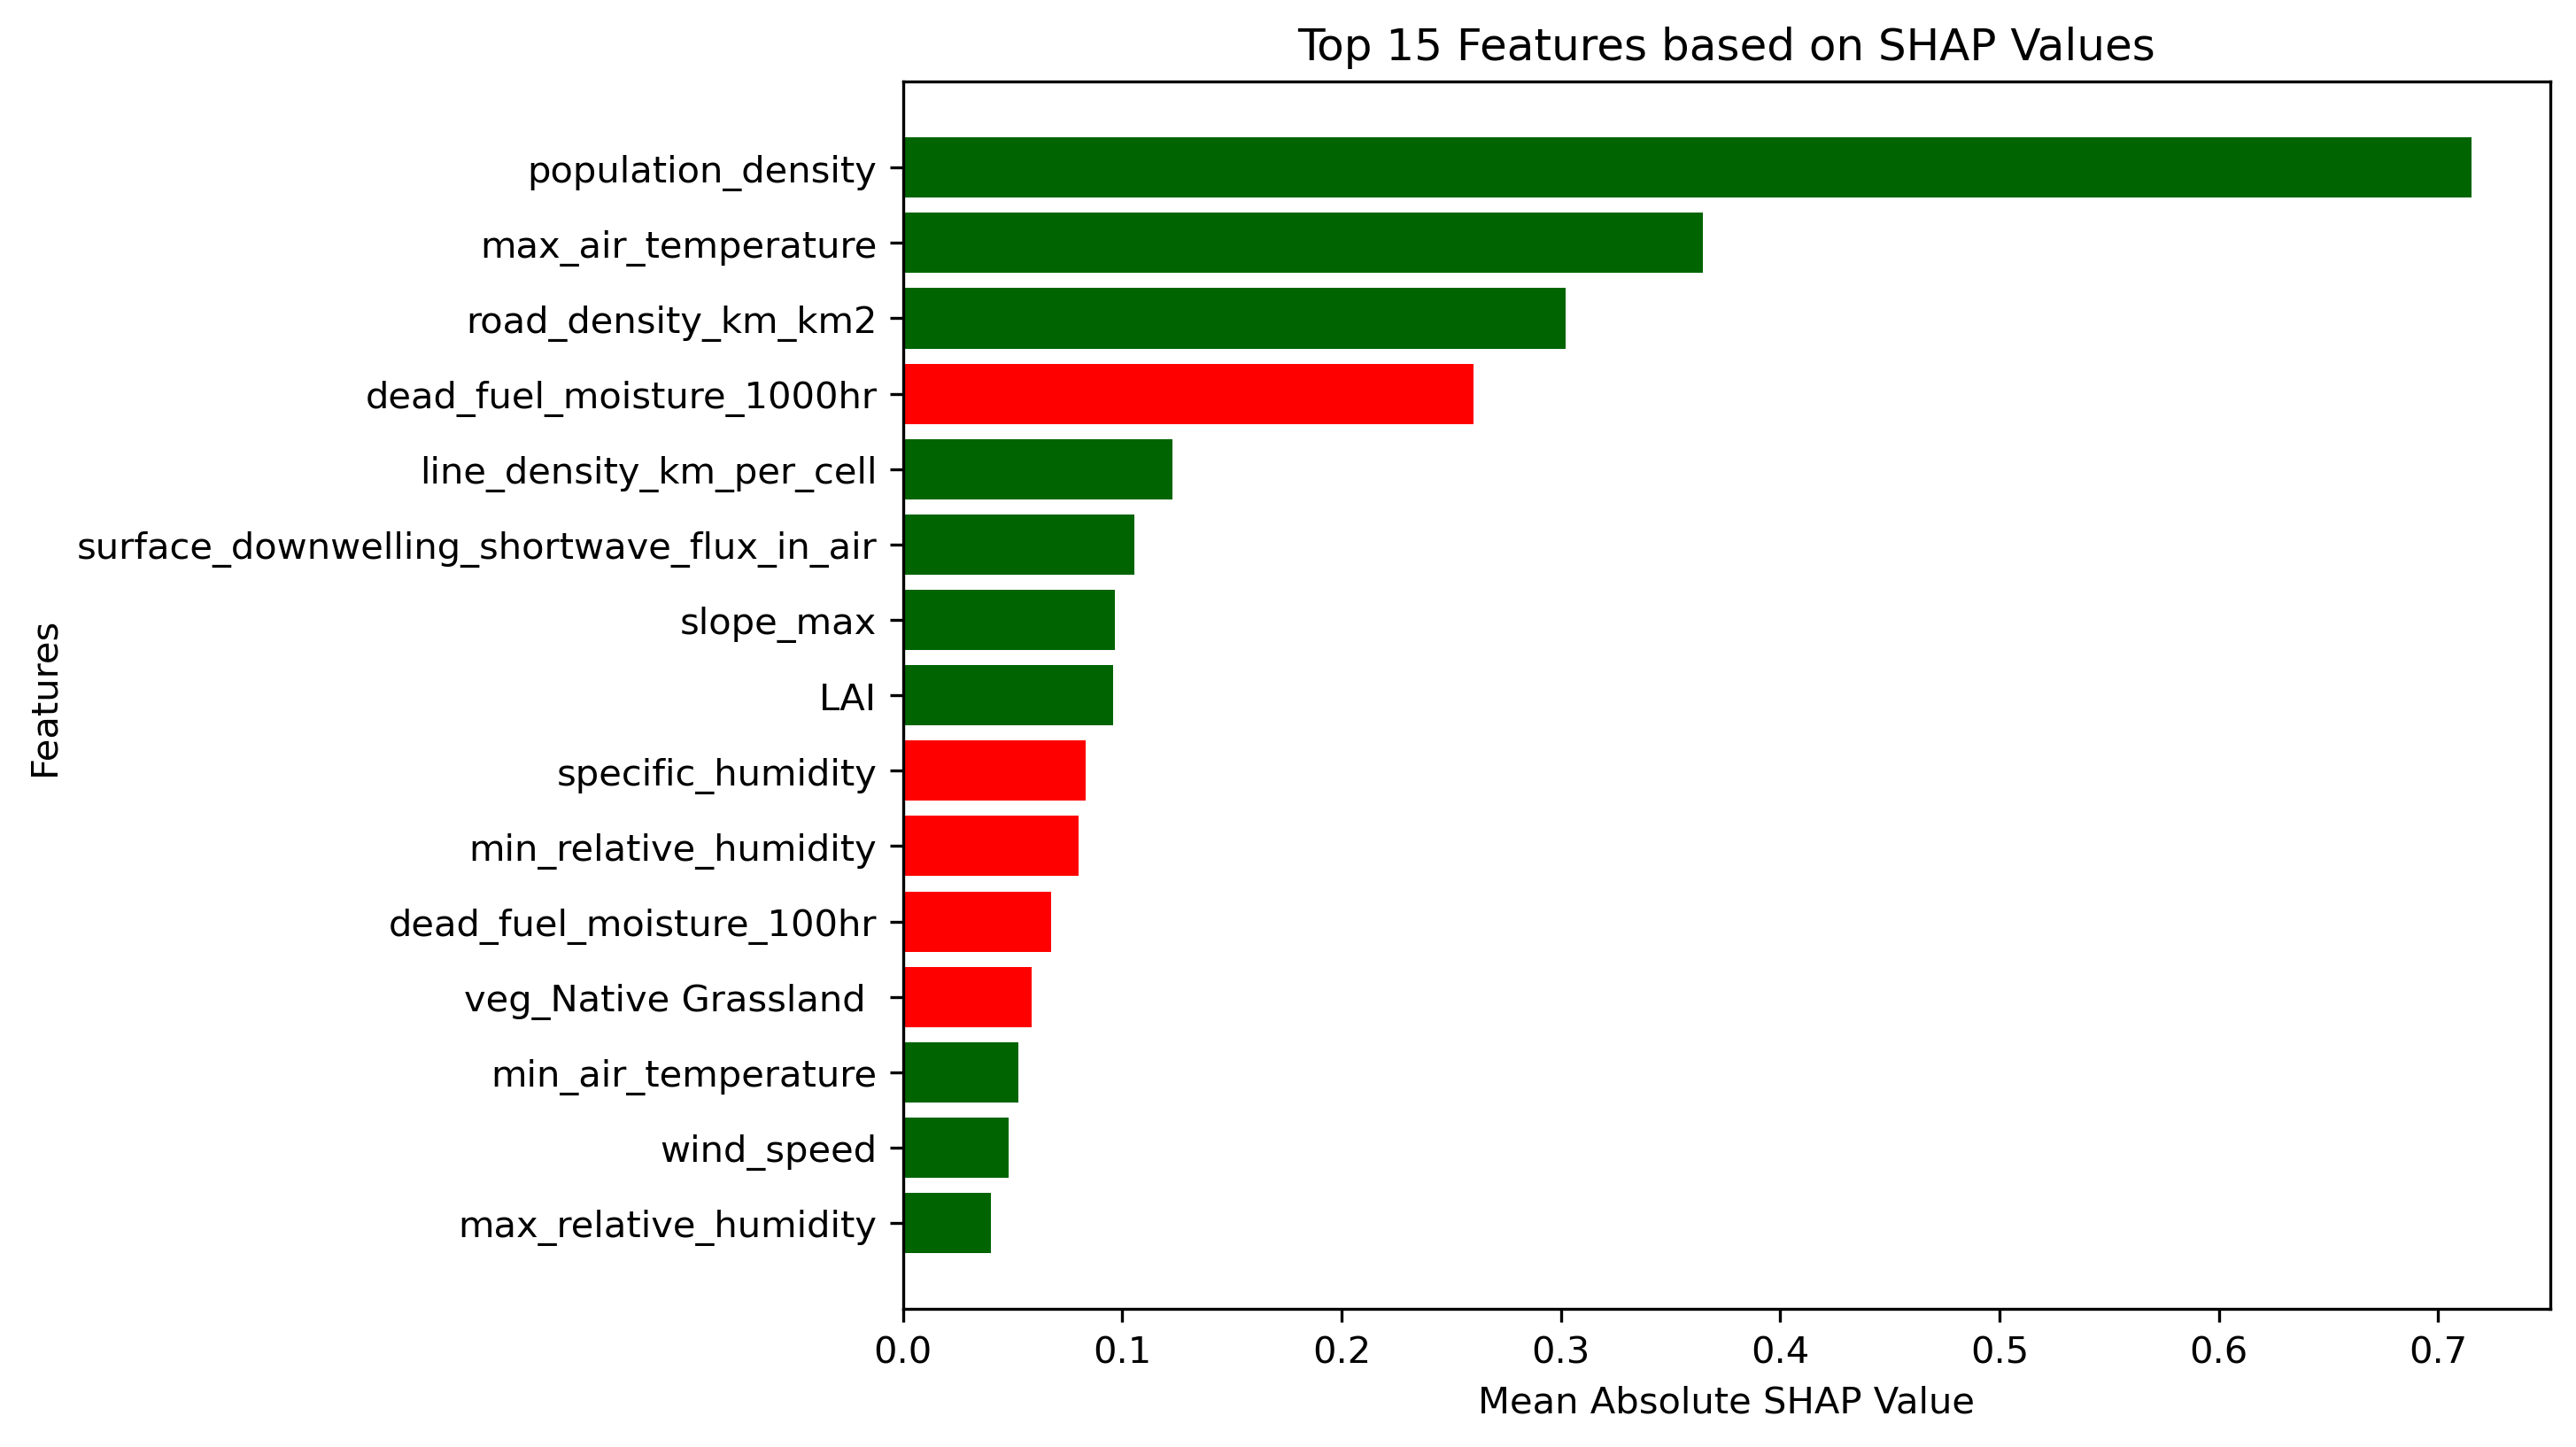 Top 15 Features based on SHAP Values
Features
population_density
max_air_temperature
road_density_km_km2
dead_fuel_moisture_1000hr
line_density_km_per_cell
surface_downwelling_shortwave_flux_in_air
slope_max
LAI
specific_humidity
min_relative_humidity
dead_fuel_moisture_100hr
veg_Native Grassland
min_air_temperature
wind_speed
max_relative_humidity
0.0 0.1 0.2 0.3 0.4 0.5 0.6 0.7
Mean Absolute SHAP Value